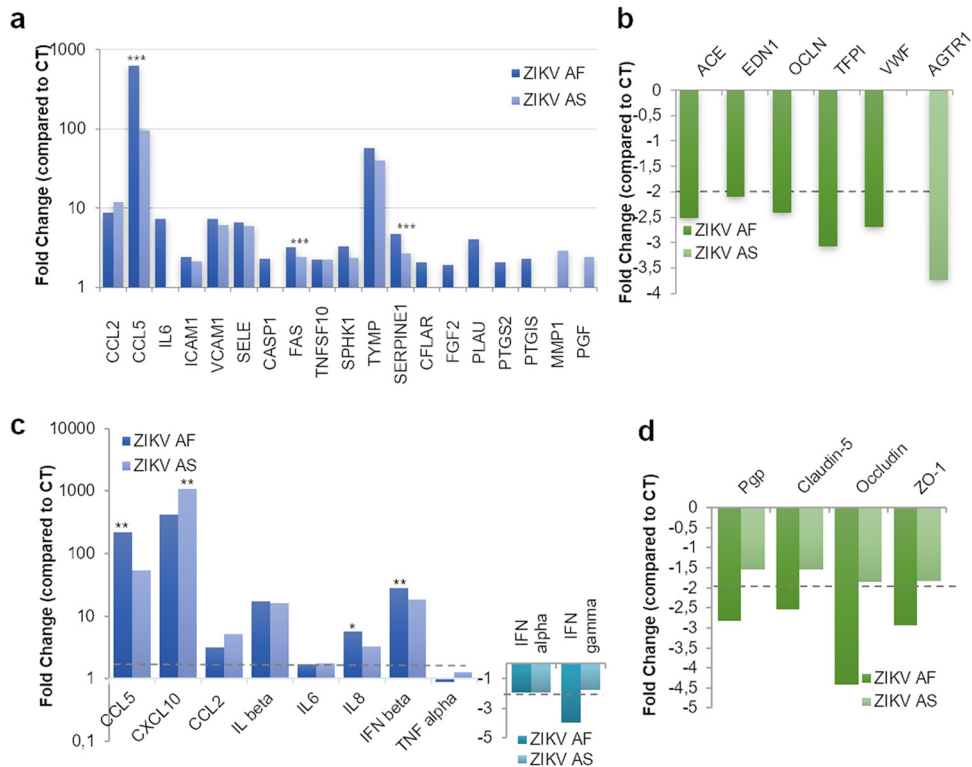 a
Fold Change (compared to CT)
1000
100
10
1
***
***
***
ZIKV AF
ZIKV AS
CCL2
CCL5
IL6
ICAM1
VCAM1
SELE
CASP1
FAS
TNFSF10
SPHK1
TYMP
SERPINE1
CFLAR
FGF2
PLAU
PTGS2
PTGIS
MMP1
PGF
b
Fold Change (compared to CT)
ACE
EDN1
OCLN
TFPI
VWF
AGTR1
0
-0,5
-1
-1,5
-2
-2,5
-3
-3,5
-4
ZIKV AF
ZIKV AS
c
Fold Change (compared to CT)
10000
1000
100
10
1
0,1
ZIKV AF
ZIKV AS
**
**
*
**
CCL5
CXCL10
CCL2
IL beta
IL6
IL8
IFN beta
TNF alpha
IFN
alpha
IFN
gamma
-1
-3
-5
ZIKV AF
ZIKV AS
d
Fold Change (compared to CT)
Pgp
Claudin-5
Occludin
ZO-1
0
-0,5
-1
-1,5
-2
-2,5
-3
-3,5
-4
-4,5
-5
ZIKV AF
ZIKV AS